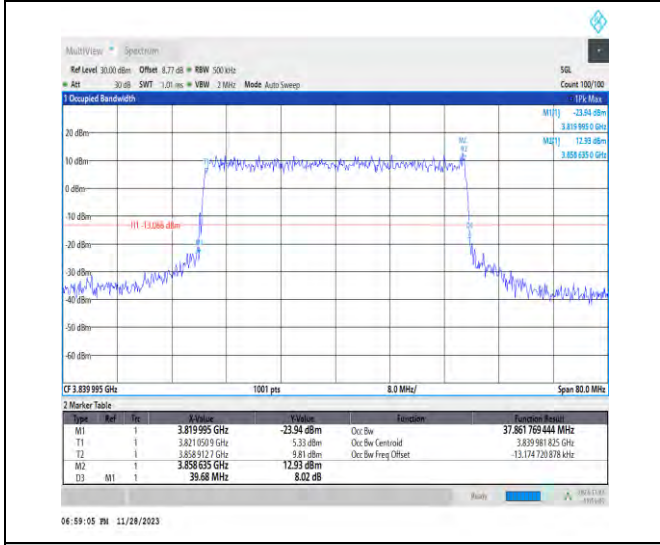 MultiView Spectrum
Ref Level 30.00 dBm Offset 8.77 dB RBW 500 kHz SGL
Att 30 dB SWT 1.01 ms VBW 2 MHz Mode Auto Sweep Count 100/100
1 Occupied Bandwidth 1Pk Max
M1[1] -23.94 dBm
3.819 995 0 GHz
20 dBm M2 M2[1] 12.93 dBm
3.858 635 0 GHz
10 dBm T1 T2
0 dBm
-10 dBm
H1 -13.066 dBm D3
-20 dBm M1
-30 dBm
-40 dBm
-50 dBm
-60 dBm
CF 3.839 995 GHz 1001 pts 8.0 MHz/ Span 80.0 MHz
2 Marker Table
Type Ref Trc X-Value Y-Value Function Function Result
M1 1 3.819995 GHz -23.94 dBm Occ Bw 37.861 769 444 MHz
T1 1 3.821 050 9 GHz 5.33 dBm Occ Bw Centroid 3.839 981 825 GHz
T2 1 3.858 912 7 GHz 9.81 dBm Occ Bw Freq Offset -13.174 720 878 kHz
M2 1 3.858 635 GHz 12.93 dBm
D3 M1 1 39.68 MHz 8.02 dB
Ready
06:59:05 PM 11/28/2023